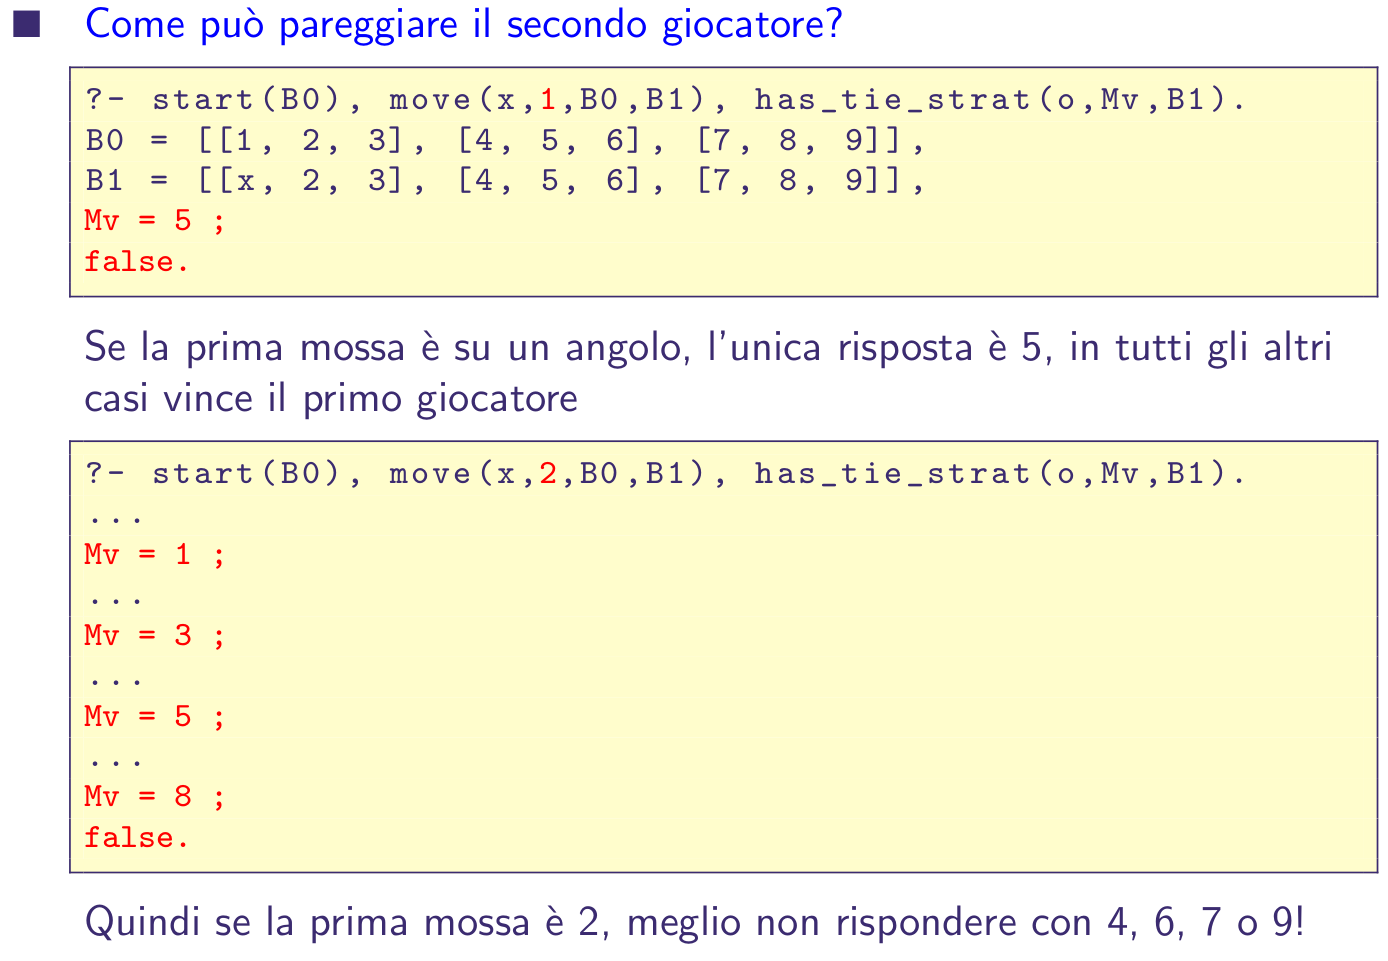 Come può pareggiare il secondo giocatore?
?- start(B0), move(x,1,B0,B1), has_tie_strat(o,Mv,B1).
B0 = [[1, 2, 3], [4, 5, 6], [7, 8, 9]],
B1 = [[x, 2, 3], [4, 5, 6], [7, 8, 9]],
Mv = 5 ;
false.
Se la prima mossa è su un angolo, l'unica risposta è 5, in tutti gli altri
casi vince il primo giocatore
?- start(B0), move(x,2,B0,B1), has_tie_strat(o,Mv,B1).
...
Mv = 1 ;
...
Mv = 3 ;
...
Mv = 5 ;
...
Mv = 8 ;
false.
Quindi se la prima mossa è 2, meglio non rispondere con 4, 6, 7 o 9!